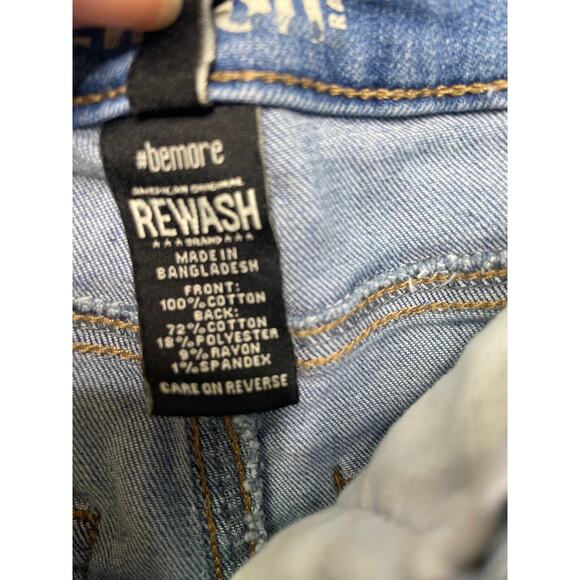 #bemore
AMERICAN ORIGINAL
REWASH
BRAND
MADE IN
BANGLADESH
FRONT:
100% COTTON
BACK:
72% COTTON
18% POLYESTER
9% RAYON
1% SPANDEX
CARE ON REVERSE